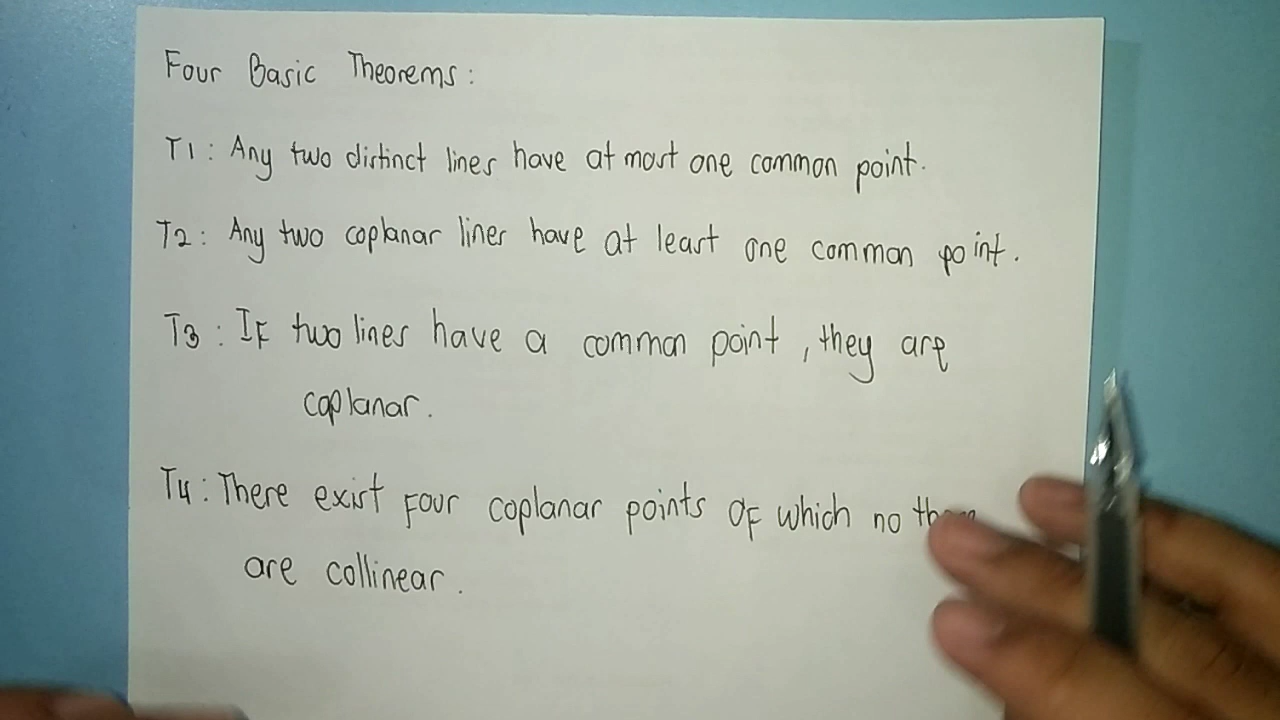 Four Basic Theorems:
T1: Any two distinct lines have at most one common point.
T2: Any two coplanar lines have at least one common point.
T3: If two lines have a common point, they are
coplanar.
T4: There exist four coplanar points of which no
are collinear.